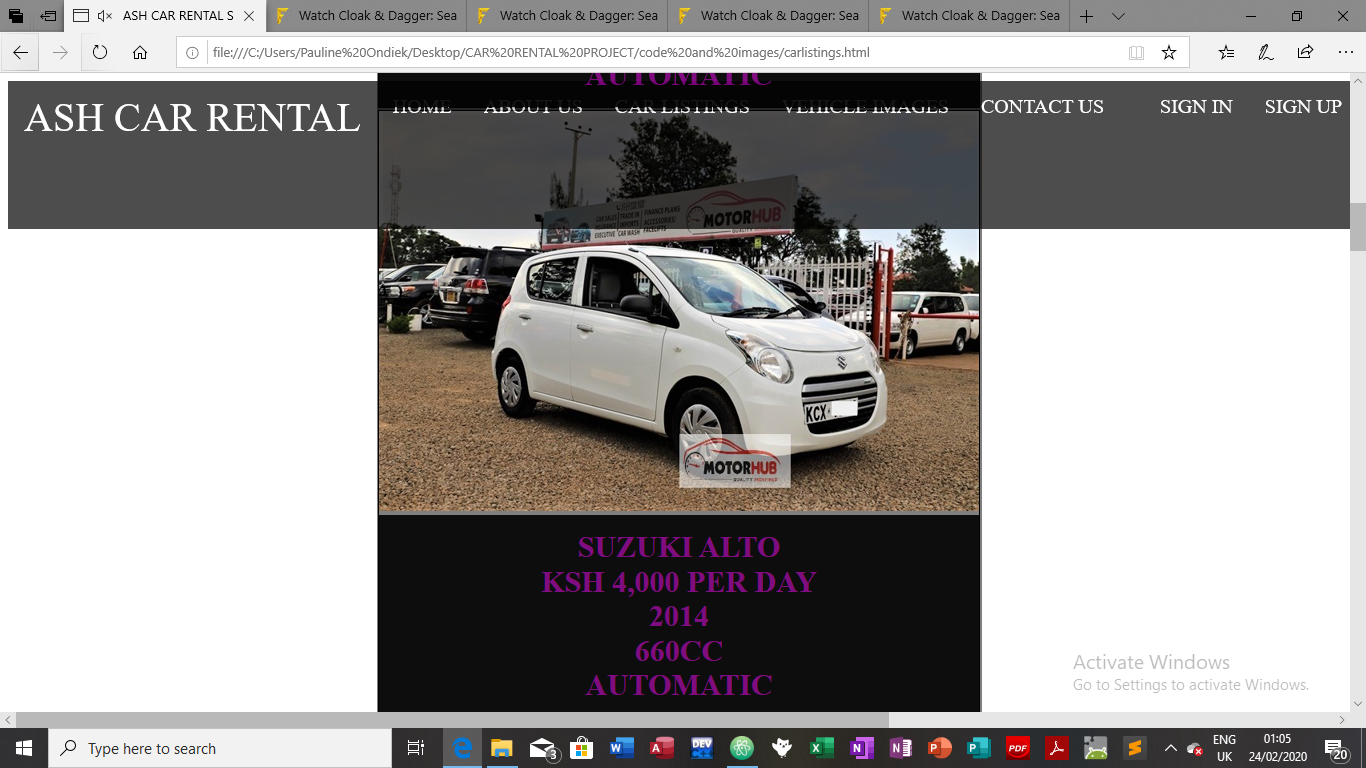 ASH CAR RENTAL S
Watch Cloak & Dagger: Sea
Watch Cloak & Dagger: Sea
Watch Cloak & Dagger: Sea
Watch Cloak & Dagger: Sea
file:///C:/Users/Pauline%20Ondiek/Desktop/CAR%20RENTAL%20PROJECT/code%20and%20images/carlistings.html
AUTOMATIC
ASH CAR RENTAL
HOME ABOUT US CAR LISTINGS VEHICLE IMAGES CONTACT US SIGN IN SIGN UP
CAR SALES TRADE IN FINANCE PLANS
INSURANCE IMPORTS ACCESSORIES
EXECUTIVE CAR WASH FACELIFTS
MOTORHUB
KCX
MOTORHUB
SUZUKI ALTO
KSH 4,000 PER DAY
2014
660CC
AUTOMATIC
Activate Windows
Go to Settings to activate Windows.
Type here to search
3
W
A
DEV
X
N
N
P
P
PDF
S
ENG
UK
01:05
24/02/2020
20